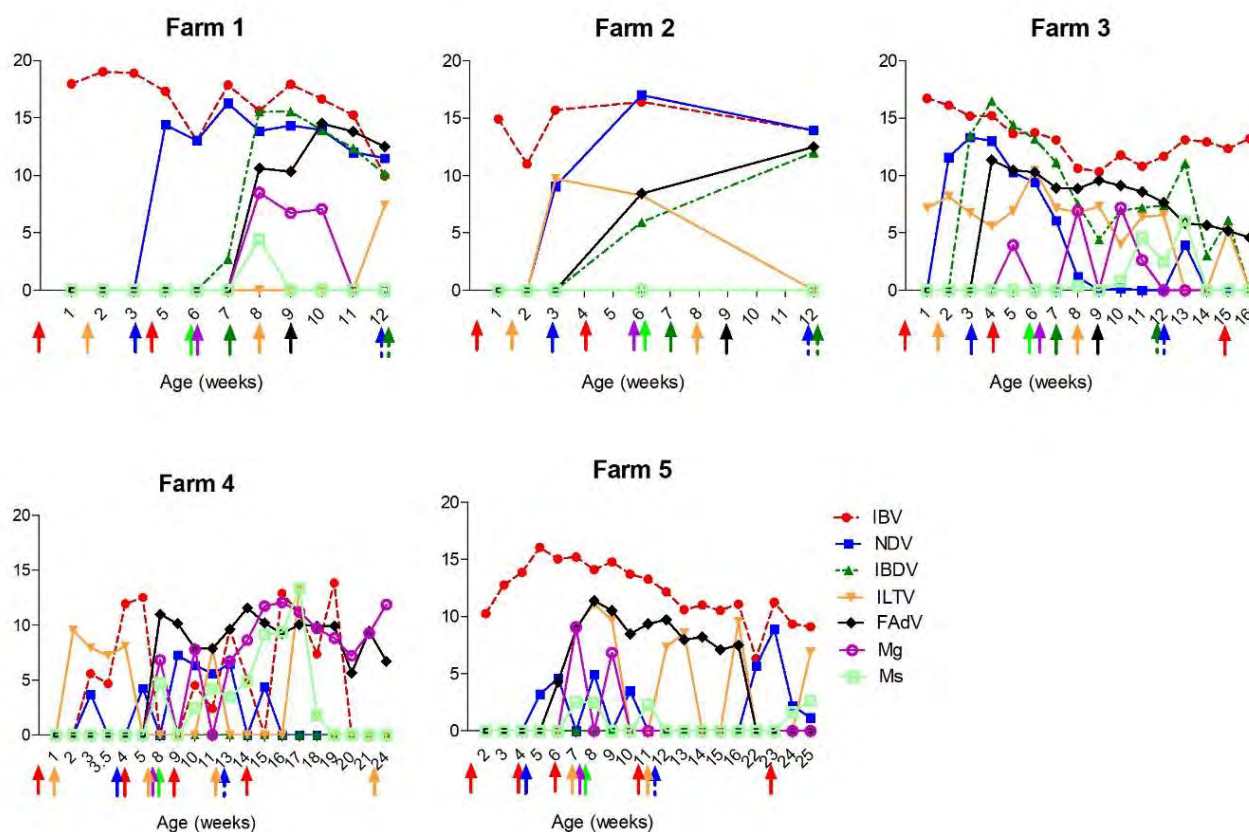 Farm 1
20
15
10
5
0
1 2 3 5 6 7 8 9 10 11 12
Age (weeks)
Farm 2
20
15
10
5
0
1 2 3 4 5 6 7 8 9 10 11 12
Age (weeks)
Farm 3
20
15
10
5
0
1 2 3 4 5 6 7 8 9 10 11 12 13 14 15 16
Age (weeks)
Farm 4
20
15
10
5
0
1 2 3 3.5 4 5 8 9 10 11 13 14 15 16 17 18 19 20 21 24
Age (weeks)
Farm 5
20
15
10
5
0
2 3 4 5 6 7 8 9 10 11 12 13 14 15 16 22 23 24 25
Age (weeks)
IBV
NDV
IBDV
ILTV
FAdV
Mg
Ms